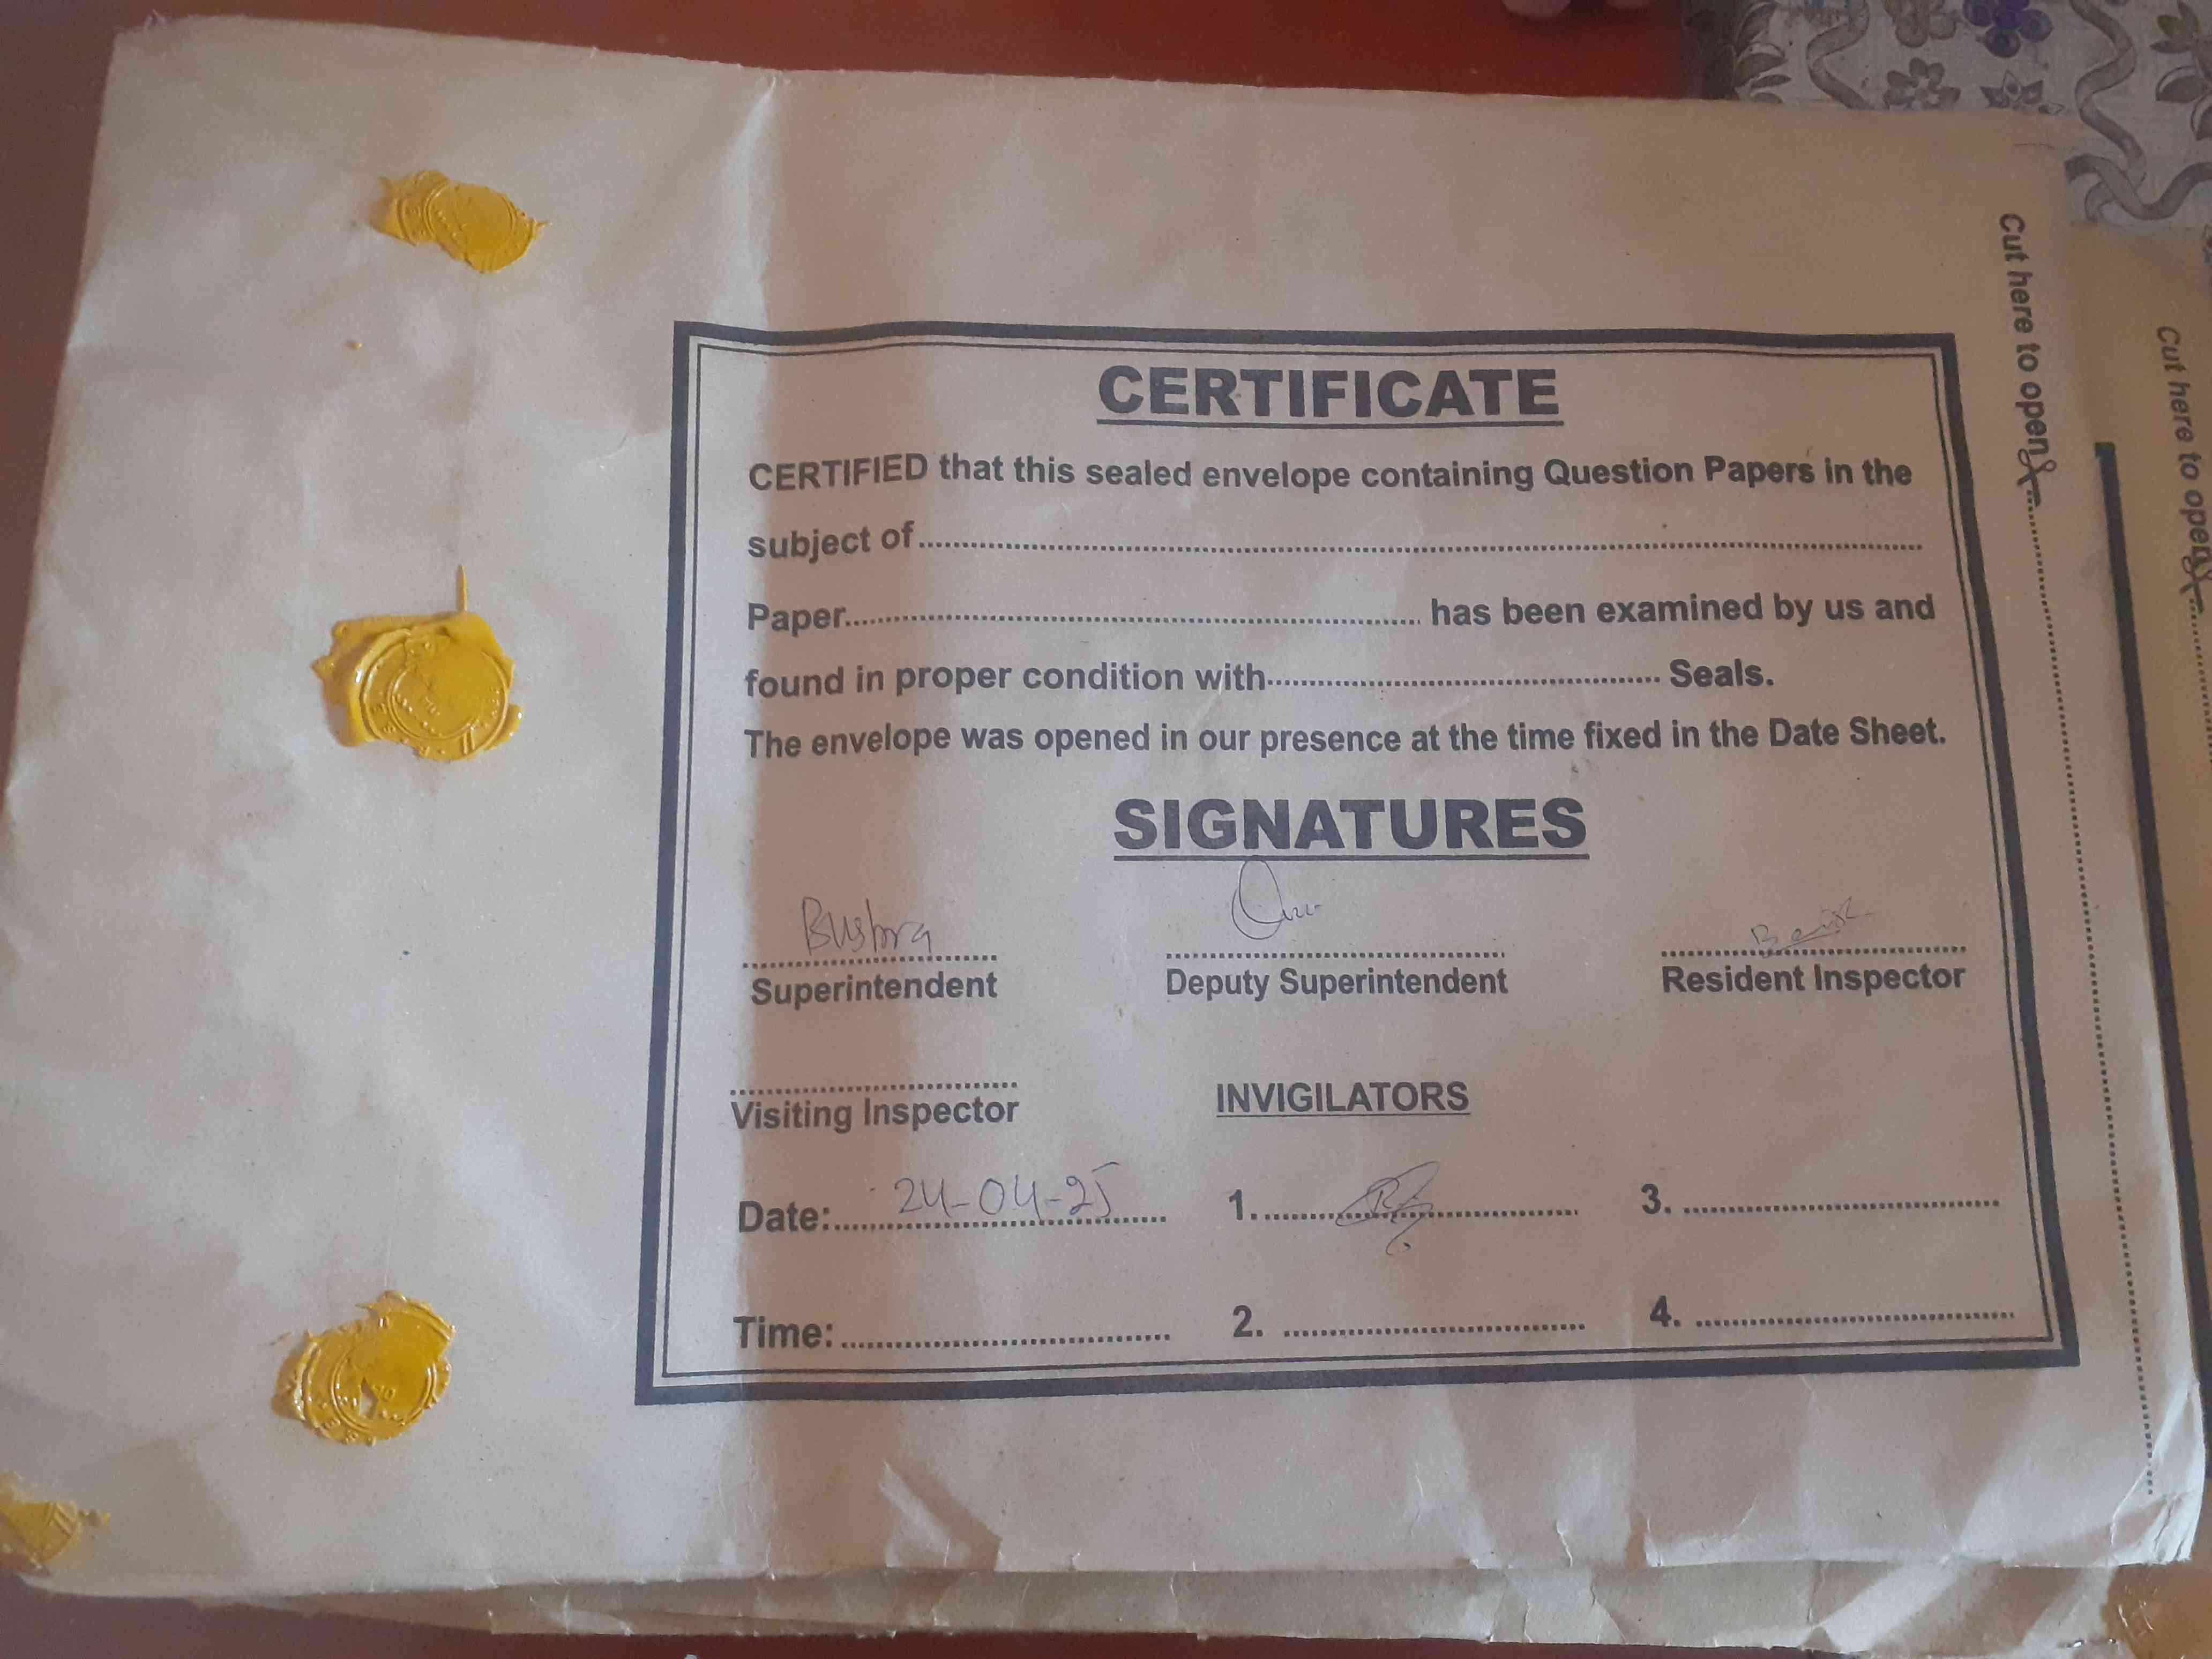 CERTIFICATE
CERTIFIED that this sealed envelope containing Question Papers in the
subject of
Paper has been examined by us and
found in proper condition with Seals.
The envelope was opened in our presence at the time fixed in the Date Sheet.
SIGNATURES
Bushra
Superintendent Deputy Superintendent Resident Inspector
Visiting Inspector INVIGILATORS
Date: 24-04-25 1. 3.
Time: 2. 4.
Cut here to open
Cut here to open